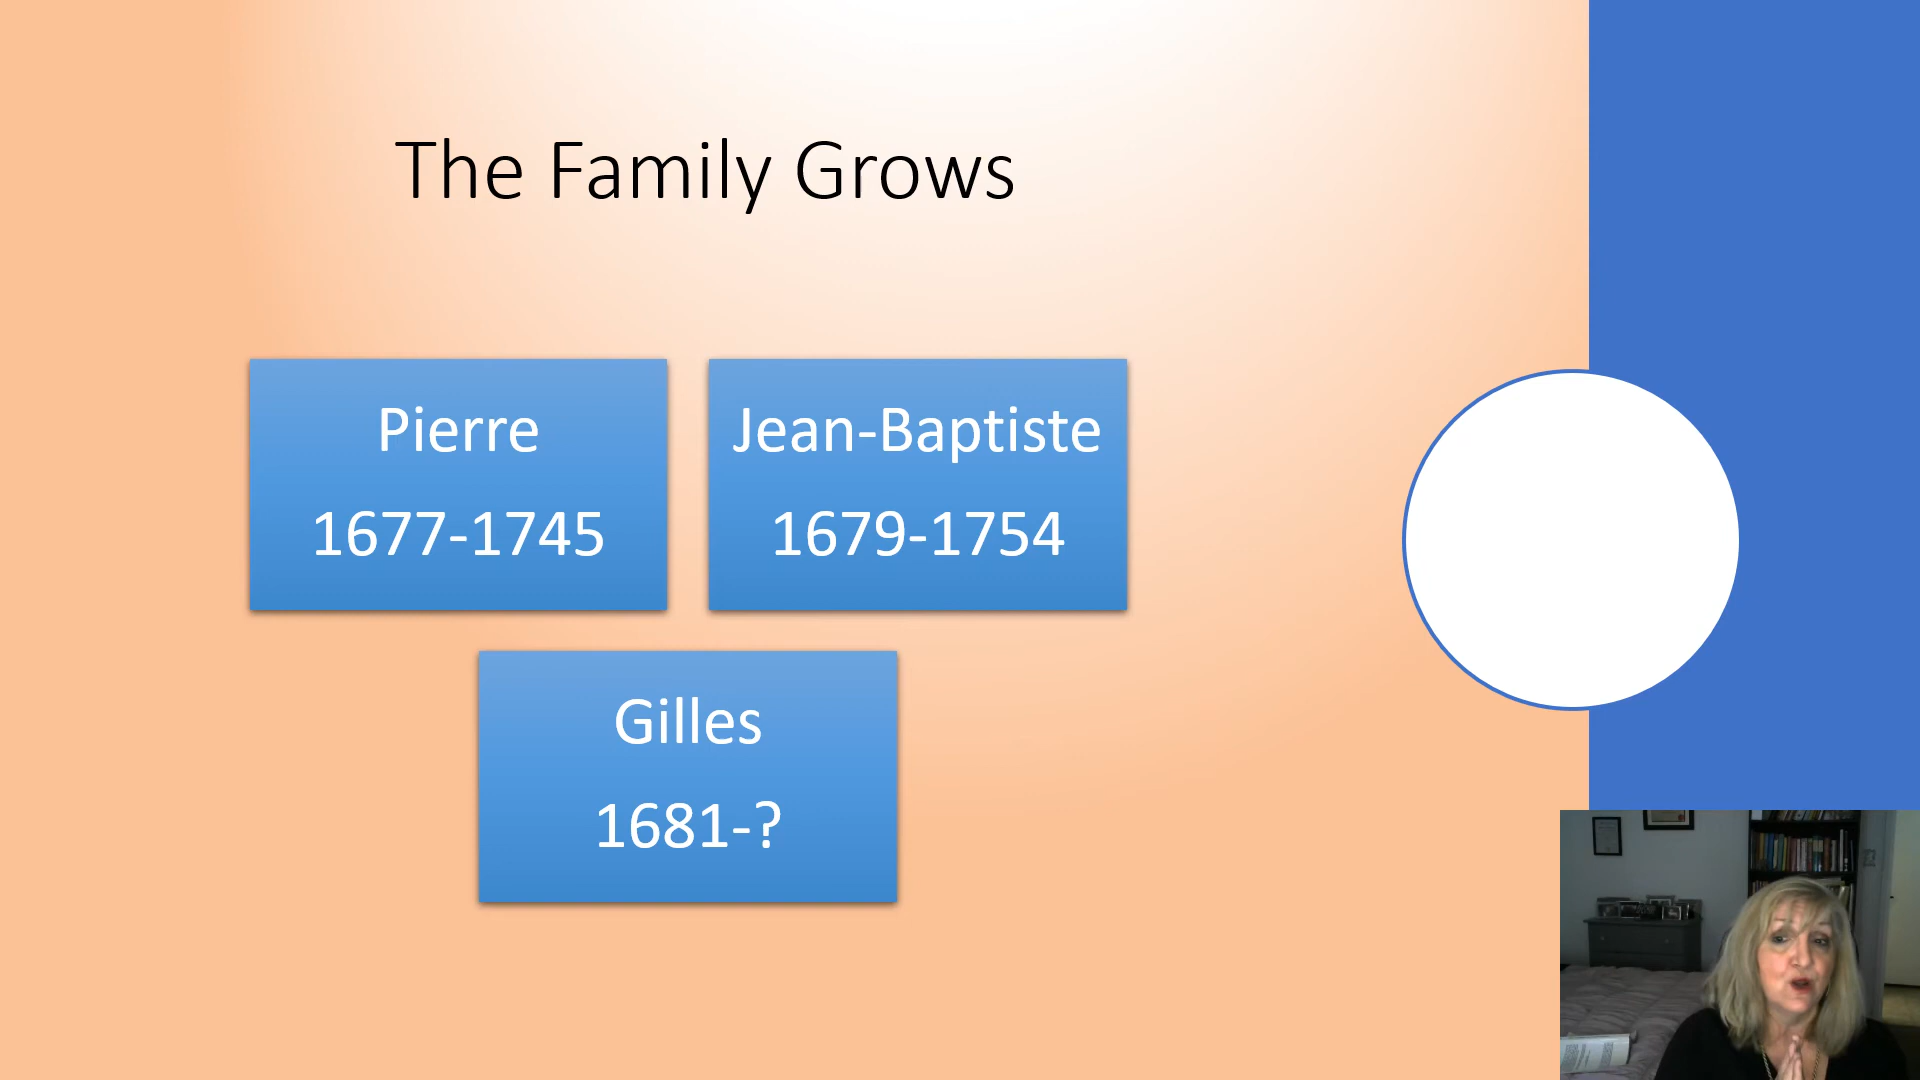 The Family Grows
Pierre
1677-1745
Jean-Baptiste
1679-1754
Gilles
1681-?